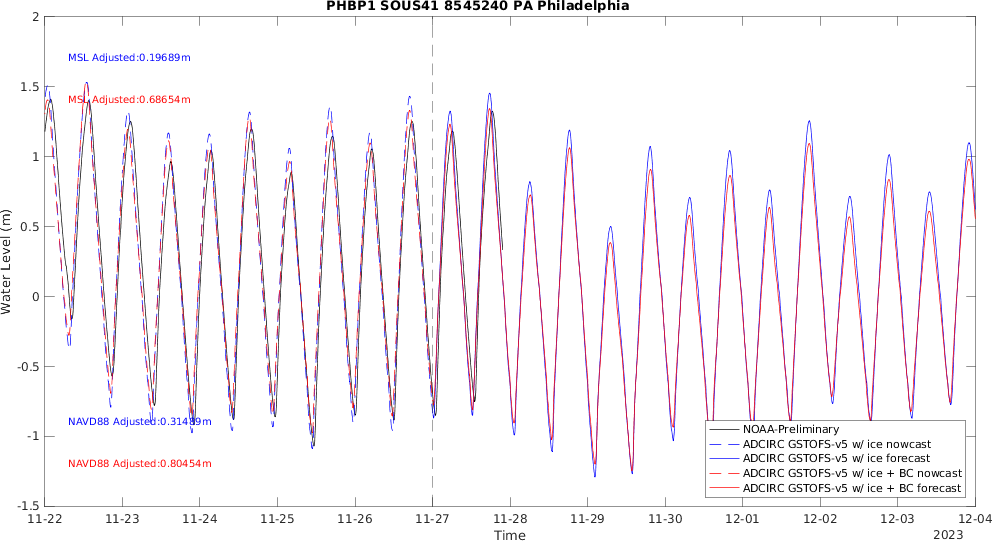 PHBP1 SOUS41 8545240 PA Philadelphia
2
1.5
1
0.5
0
-0.5
-1
-1.5
Water Level (m)
MSL Adjusted:0.19689m
MSL Adjusted:0.68654m
NAVD88 Adjusted:0.31489m
NAVD88 Adjusted:0.80454m
NOAA-Preliminary
ADCIRC GSTOFS-v5 w/ ice nowcast
ADCIRC GSTOFS-v5 w/ ice forecast
ADCIRC GSTOFS-v5 w/ ice + BC nowcast
ADCIRC GSTOFS-v5 w/ ice + BC forecast
11-22 11-23 11-24 11-25 11-26 11-27 11-28 11-29 11-30 12-01 12-02 12-03 12-04
Time
2023